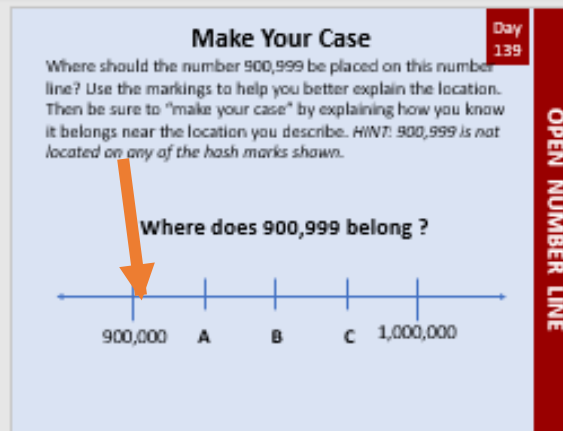 Make Your Case
Day
139
Where should the number 900,999 be placed on this number
line? Use the markings to help you better explain the location.
Then be sure to "make your case" by explaining how you know
it belongs near the location you describe. HINT: 900,999 is not
located on any of the hash marks shown.
Where does 900,999 belong ?
900,000 A B C 1,000,000
OPEN NUMBER LINE